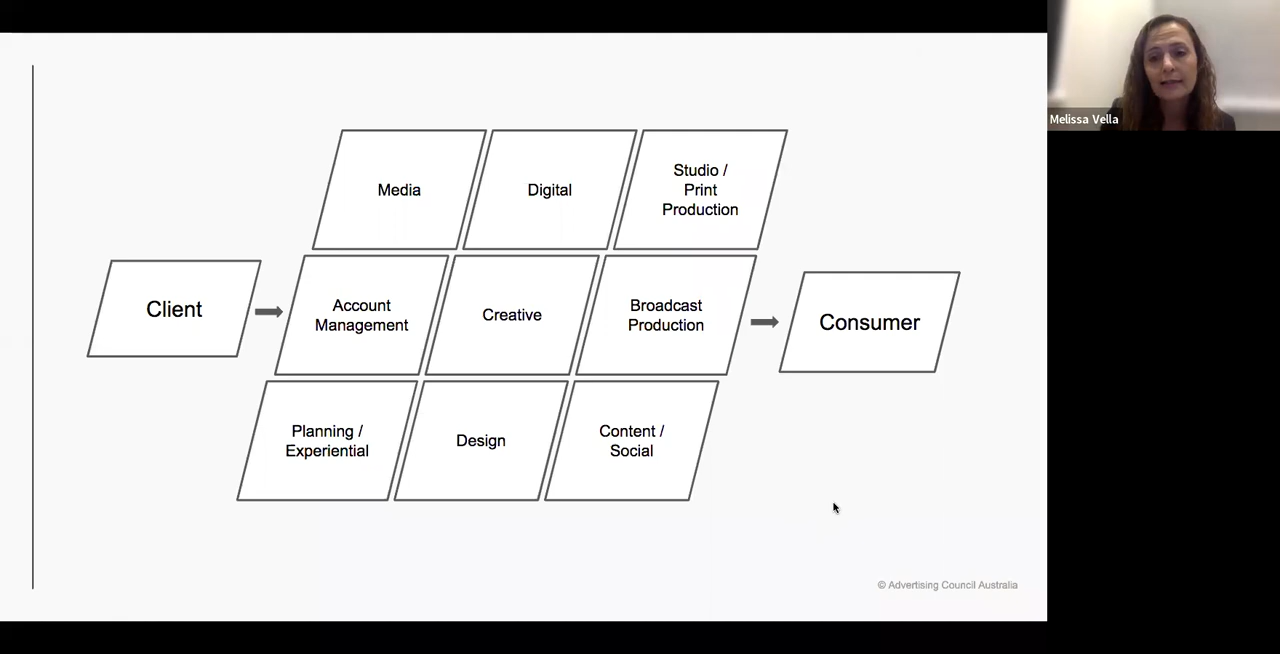 Melissa Vella
Media
Digital
Studio /
Print
Production
Client
Account
Management
Creative
Broadcast
Production
Consumer
Planning /
Experiential
Design
Content /
Social
© Advertising Council Australia